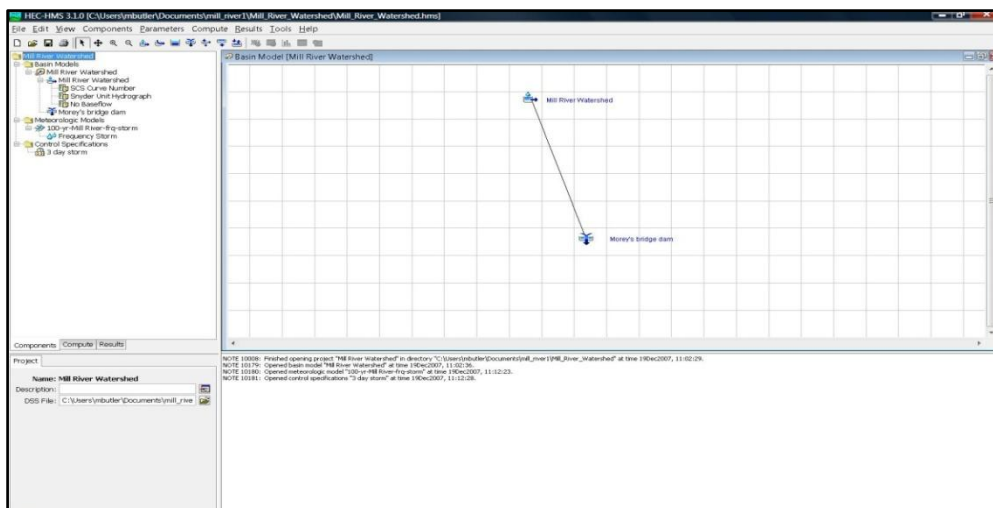 HEC-HMS 3.1.0 [C:\Users\mbutler\Documents\mill_river1\Mill_River_Watershed\Mill_River_Watershed.hms]
File Edit View Components Parameters Compute Results Tools Help
Mill River Watershed
Basin Models
Mill River Watershed
Mill River Watershed
SCS Curve Number
Snyder Unit Hydrograph
No Baseflow
Morey's bridge dam
Meteorologic Models
100-yr-Mill River-frq-storm
Frequency Storm
Control Specifications
3 day storm
Components Compute Results
Basin Model [Mill River Watershed]
Mill River Watershed
Morey's bridge dam
Project
Name: Mill River Watershed
Description:
DSS File: C:\Users\mbutler\Documents\mill_rive
NOTE 10008: Finished opening project "Mill River Watershed" in directory "C:\Users\mbutler\Documents\mill_river1\Mill_River_Watershed" at time 19Dec2007, 11:02:29.
NOTE 10179: Opened basin model "Mill River Watershed" at time 19Dec2007, 11:02:36.
NOTE 10180: Opened meteorologic model "100-yr-Mill River-frq-storm" at time 19Dec2007, 11:12:23.
NOTE 10181: Opened control specifications "3 day storm" at time 19Dec2007, 11:12:28.